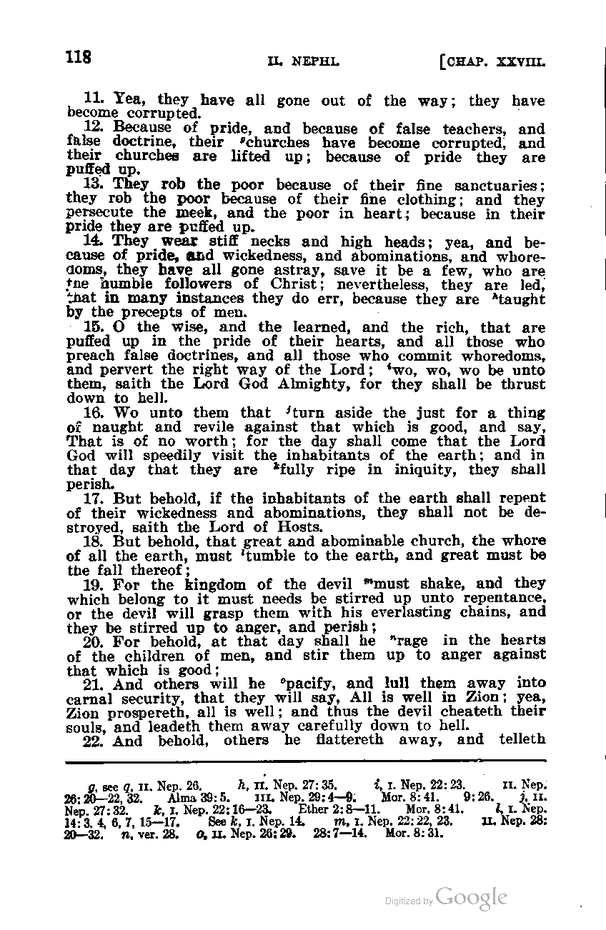 118 II. NEPHI. [CHAP. XXVIII.
11. Yea, they have all gone out of the way; they have
become corrupted.
12. Because of pride, and because of false teachers, and
false doctrine, their ᵍchurches have become corrupted, and
their churches are lifted up; because of pride they are
puffed up.
13. They rob the poor because of their fine sanctuaries;
they rob the poor because of their fine clothing; and they
persecute the meek, and the poor in heart; because in their
pride they are puffed up.
14. They wear stiff necks and high heads; yea, and be-
cause of pride, and wickedness, and abominations, and whore-
doms, they have all gone astray, save it be a few, who are
the humble followers of Christ; nevertheless, they are led,
that in many instances they do err, because they are ʰtaught
by the precepts of men.
15. O the wise, and the learned, and the rich, that are
puffed up in the pride of their hearts, and all those who
preach false doctrines, and all those who commit whoredoms,
and pervert the right way of the Lord; ⁱwo, wo, wo be unto
them, saith the Lord God Almighty, for they shall be thrust
down to hell.
16. Wo unto them that ʲturn aside the just for a thing
of naught and revile against that which is good, and say,
That is of no worth; for the day shall come that the Lord
God will speedily visit the inhabitants of the earth; and in
that day that they are ᵏfully ripe in iniquity, they shall
perish.
17. But behold, if the inhabitants of the earth shall repent
of their wickedness and abominations, they shall not be de-
stroyed, saith the Lord of Hosts.
18. But behold, that great and abominable church, the whore
of all the earth, must ˡtumble to the earth, and great must be
the fall thereof;
19. For the kingdom of the devil ᵐmust shake, and they
which belong to it must needs be stirred up unto repentance,
or the devil will grasp them with his everlasting chains, and
they be stirred up to anger, and perish;
20. For behold, at that day shall he ⁿrage in the hearts
of the children of men, and stir them up to anger against
that which is good;
21. And others will he ᵒpacify, and lull them away into
carnal security, that they will say, All is well in Zion; yea,
Zion prospereth, all is well; and thus the devil cheateth their
souls, and leadeth them away carefully down to hell.
22. And behold, others he flattereth away, and telleth
g, see q, II. Nep. 26. h, II. Nep. 27:35. i, I. Nep. 22:23. II. Nep.
26:20—22, 32. Alma 39:5. III. Nep. 29:4—9. Mor. 8:41. 9:26. j, II.
Nep. 27:32. k, I. Nep. 22:16—23. Ether 2:8—11. Mor. 8:41. l, I. Nep.
14:3, 4, 6, 7, 15—17. See k, I. Nep. 14. m, I. Nep. 22:22, 23. II. Nep. 28:
20—32. n, ver. 28. o, II. Nep. 26:29. 28:7—14. Mor. 8:31.
Digitized by Google